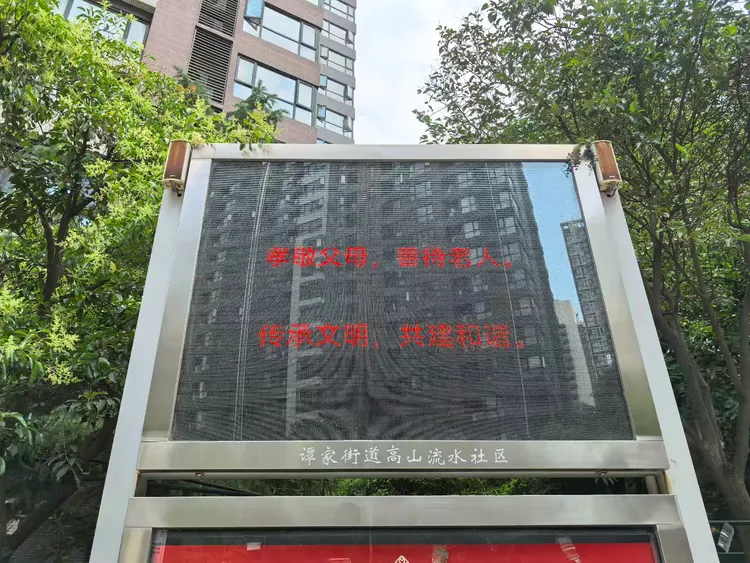 孝敬父母，善待老人。
传承文明，共建和谐。
谭家街道高山流水社区